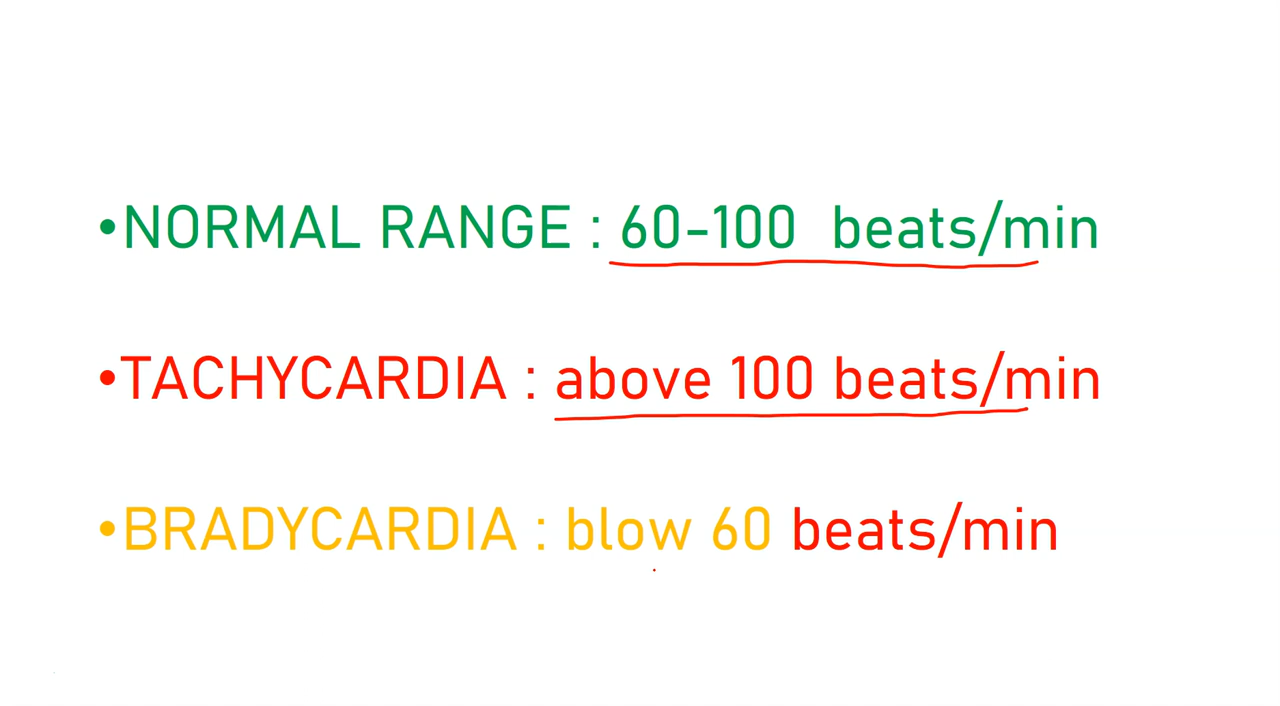 •NORMAL RANGE : 60-100 beats/min
•TACHYCARDIA : above 100 beats/min
•BRADYCARDIA : blow 60 beats/min